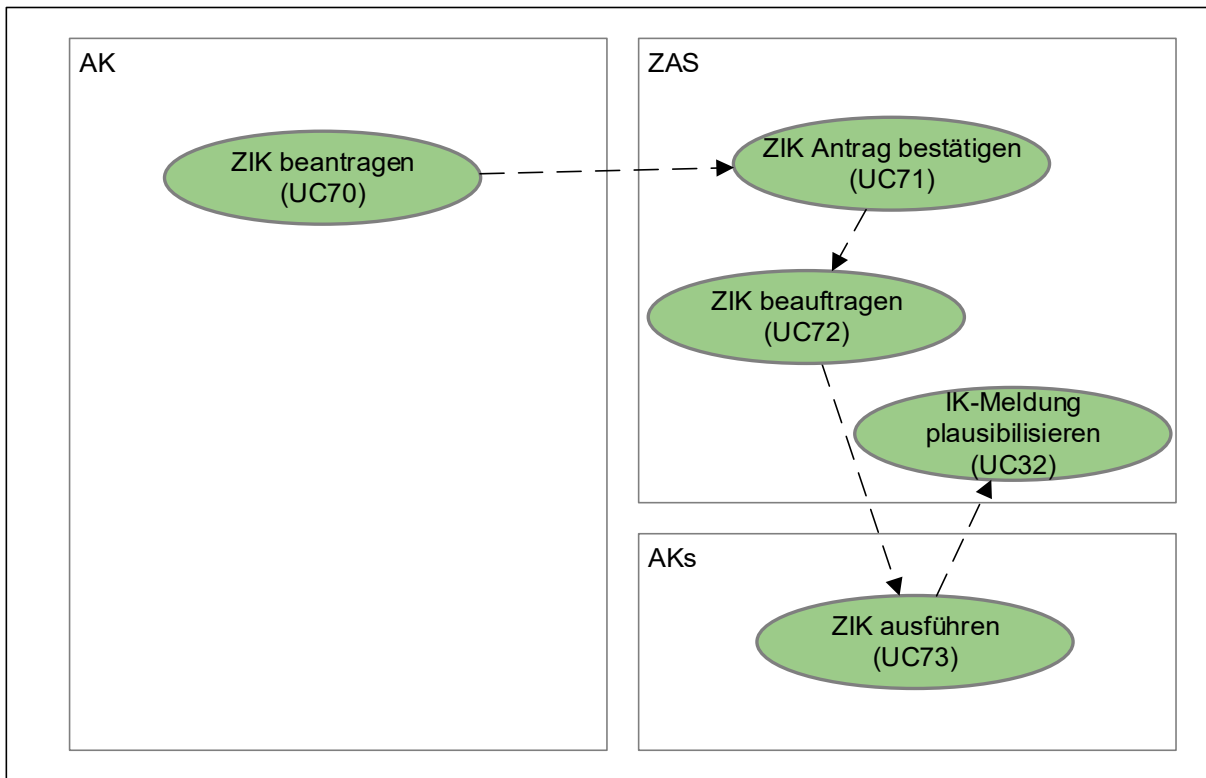 AK
ZIK beantragen
(UC70)
ZAS
ZIK Antrag bestätigen
(UC71)
ZIK beauftragen
(UC72)
IK-Meldung
plausibilisieren
(UC32)
AKs
ZIK ausführen
(UC73)